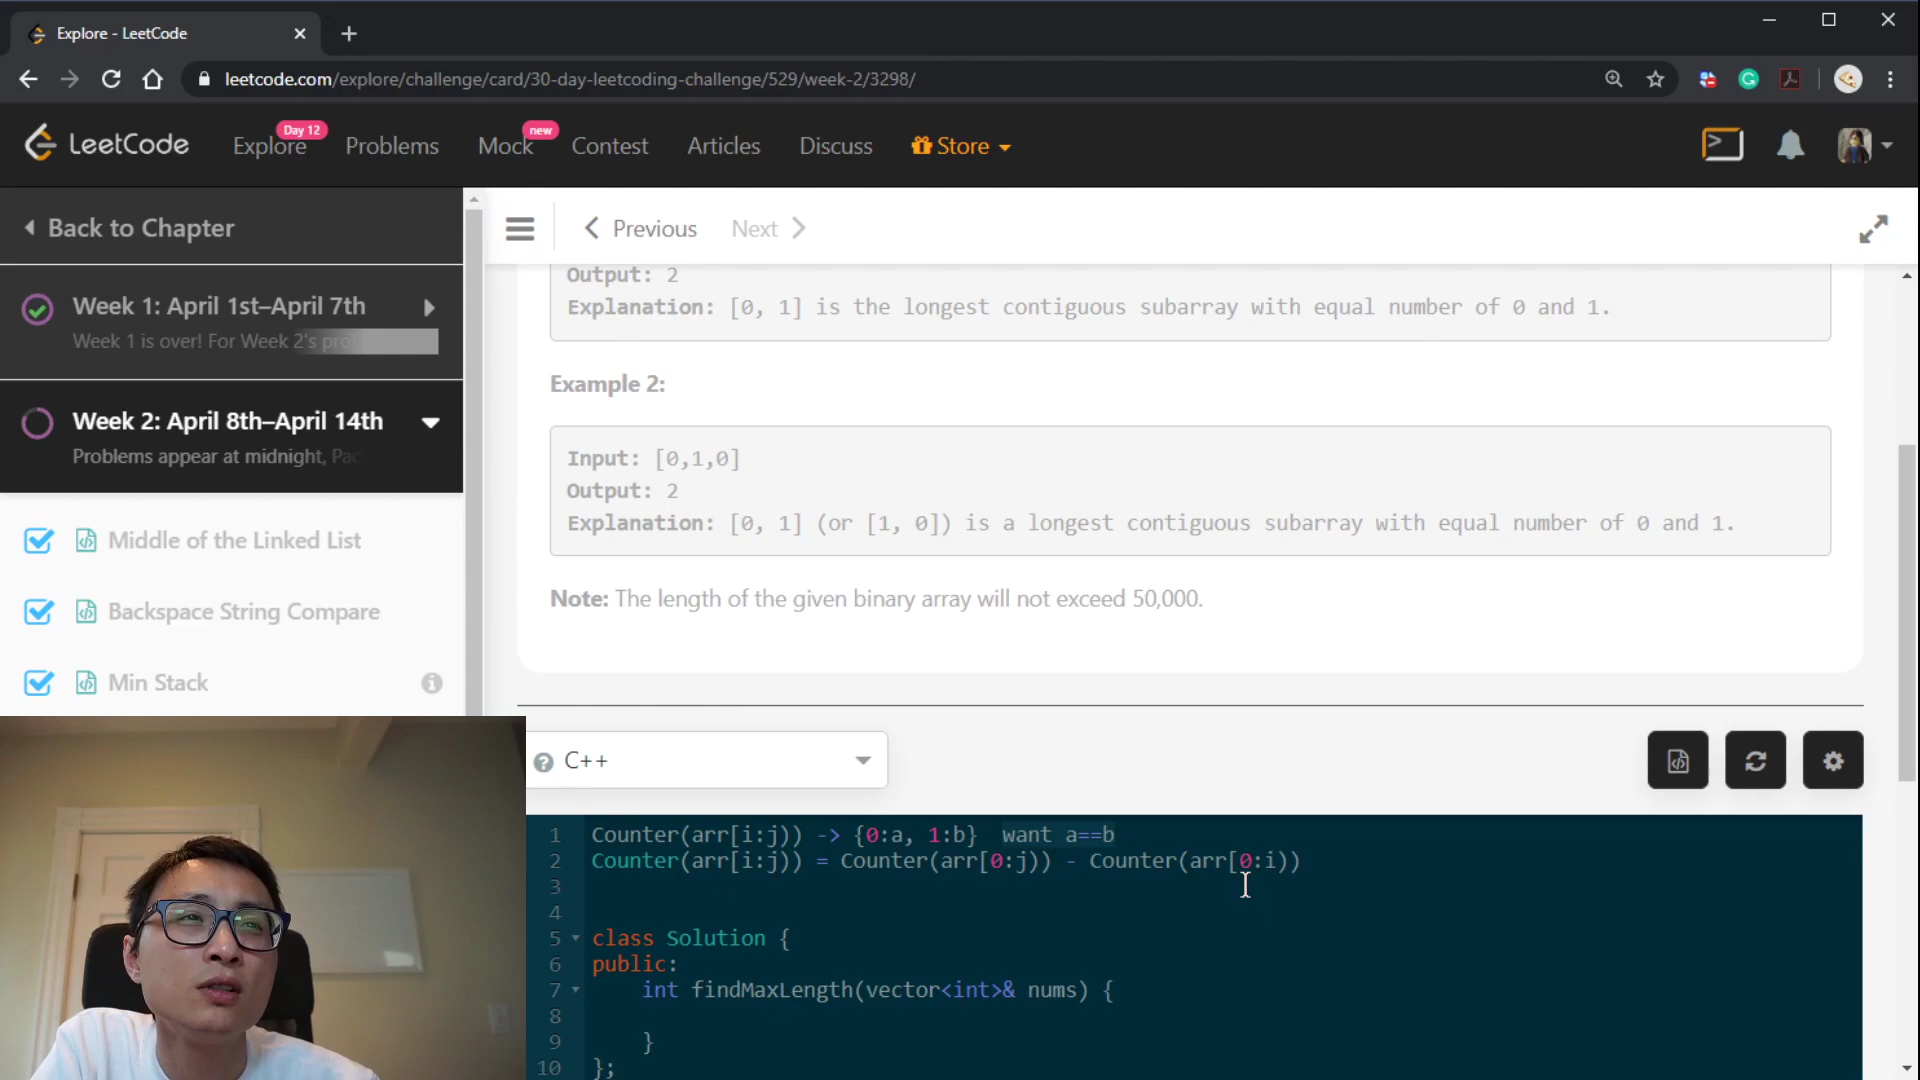 Explore - LeetCode
leetcode.com/explore/challenge/card/30-day-leetcoding-challenge/529/week-2/3298/
LeetCode
Explore
Day 12
Problems
Mock
new
Contest
Articles
Discuss
Store
Back to Chapter
Previous
Next
Week 1: April 1st–April 7th
Week 1 is over! For Week 2's pro
Week 2: April 8th–April 14th
Problems appear at midnight, Pac
Middle of the Linked List
Backspace String Compare
Min Stack
Output: 2
Explanation: [0, 1] is the longest contiguous subarray with equal number of 0 and 1.
Example 2:
Input: [0,1,0]
Output: 2
Explanation: [0, 1] (or [1, 0]) is a longest contiguous subarray with equal number of 0 and 1.
Note: The length of the given binary array will not exceed 50,000.
C++
1 Counter(arr[i:j]) -> {0:a, 1:b} want a==b
2 Counter(arr[i:j]) = Counter(arr[0:j]) - Counter(arr[0:i))
3
4
5 class Solution {
6 public:
7 int findMaxLength(vector<int>& nums) {
8
9 }
10 };